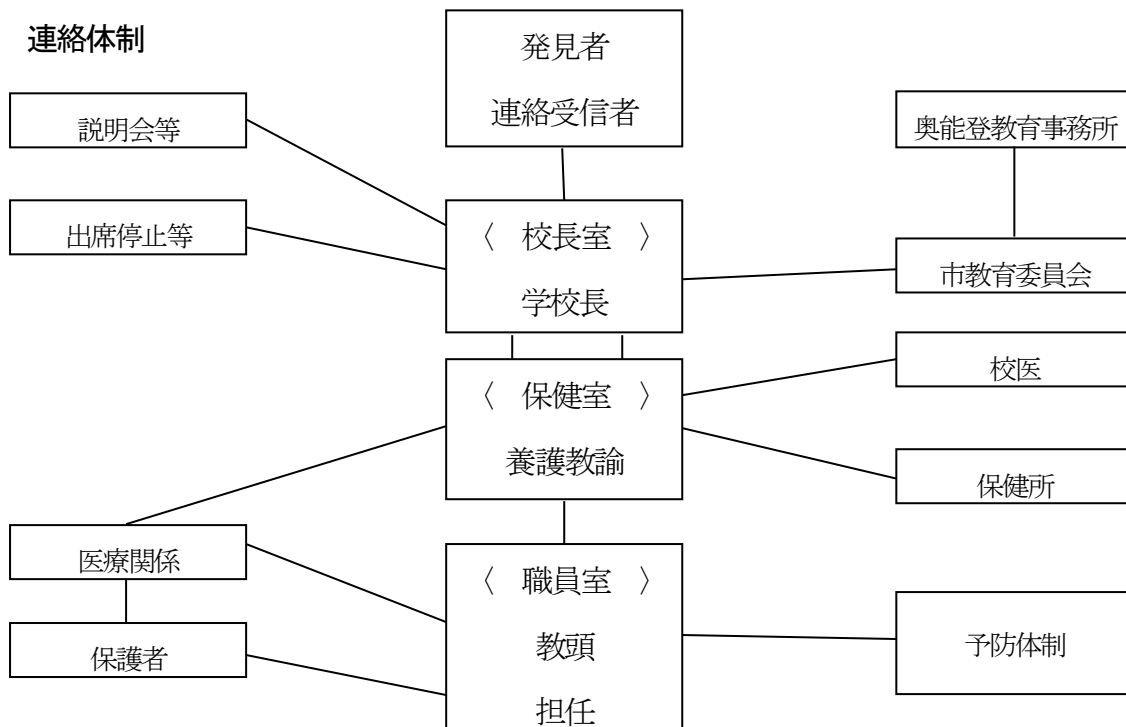 連絡体制
発見者
連絡受信者
説明会等
奥能登教育事務所
出席停止等
〈　校長室　〉
学校長
市教育委員会
校医
〈　保健室　〉
養護教諭
保健所
医療関係
〈　職員室　〉
教頭
担任
保護者
予防体制